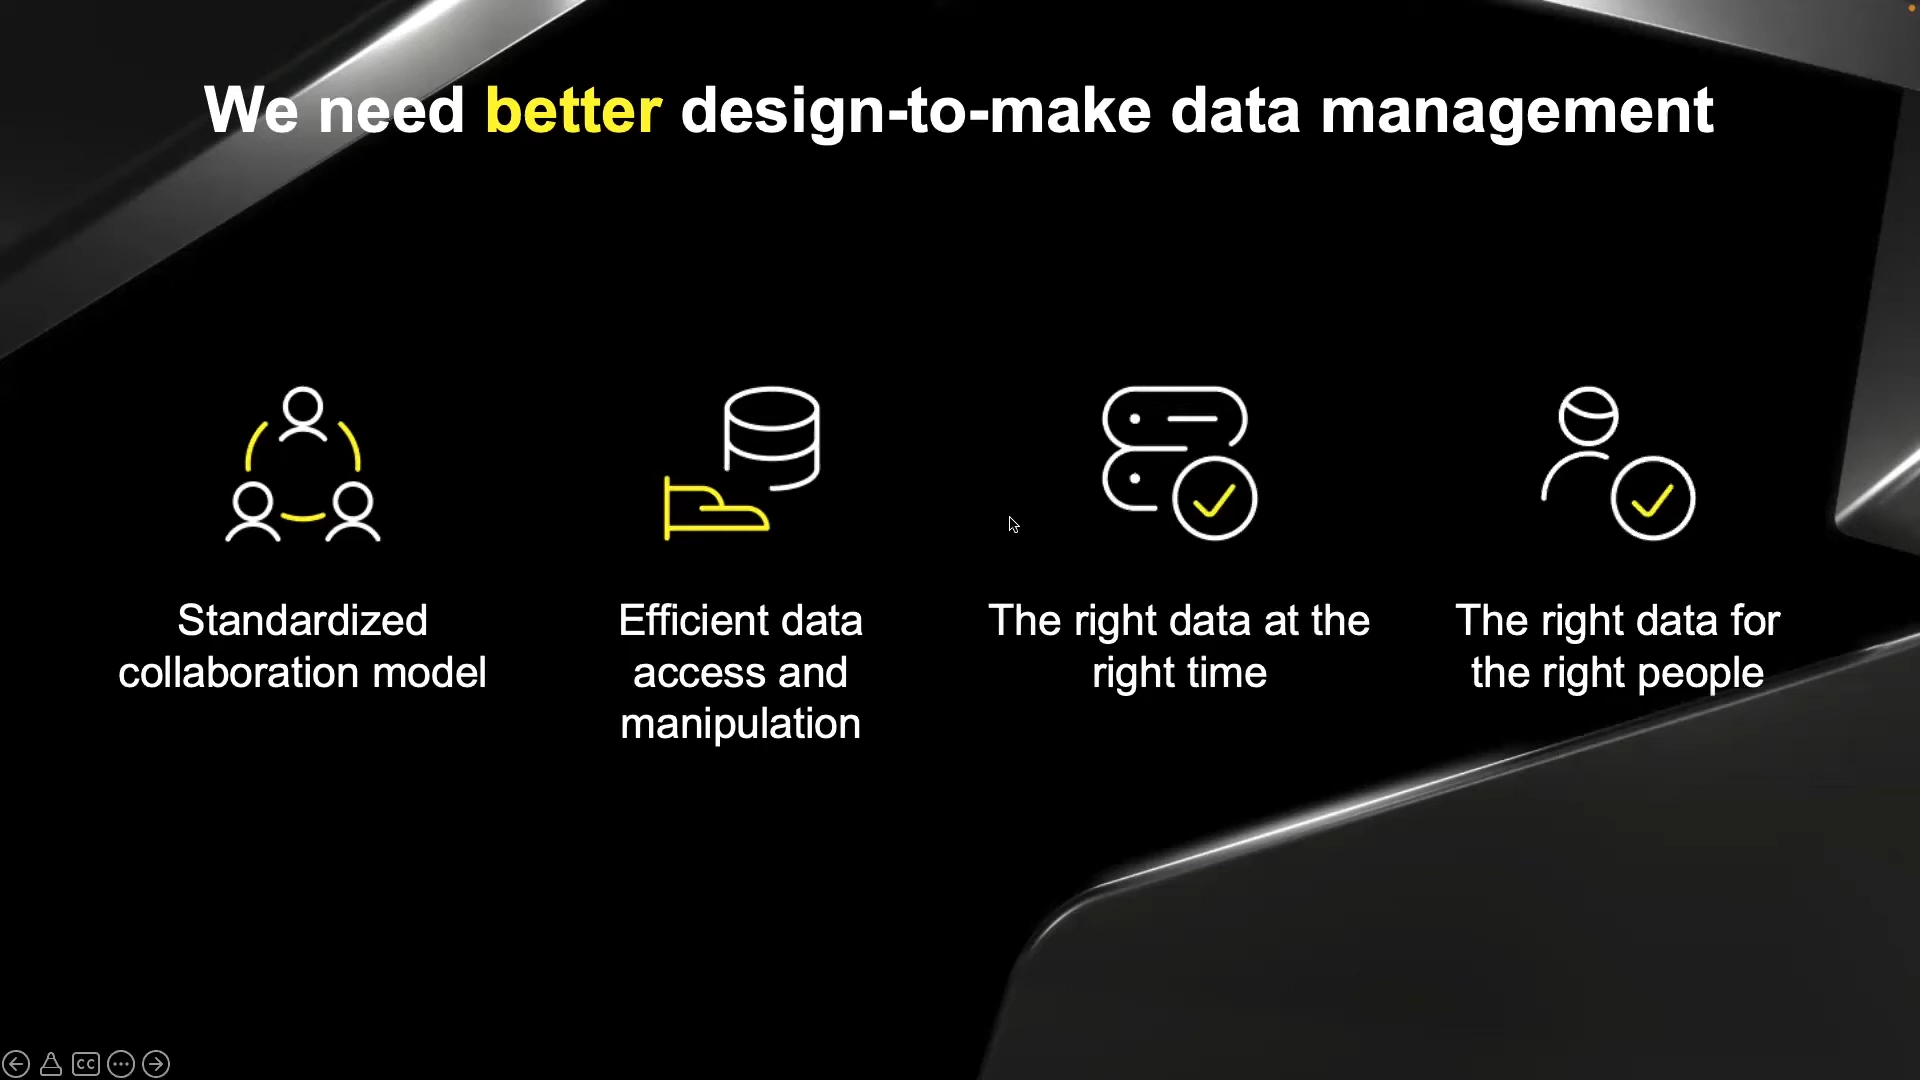 We need better design-to-make data management
Standardized
collaboration model
Efficient data
access and
manipulation
The right data at the
right time
The right data for
the right people
CC